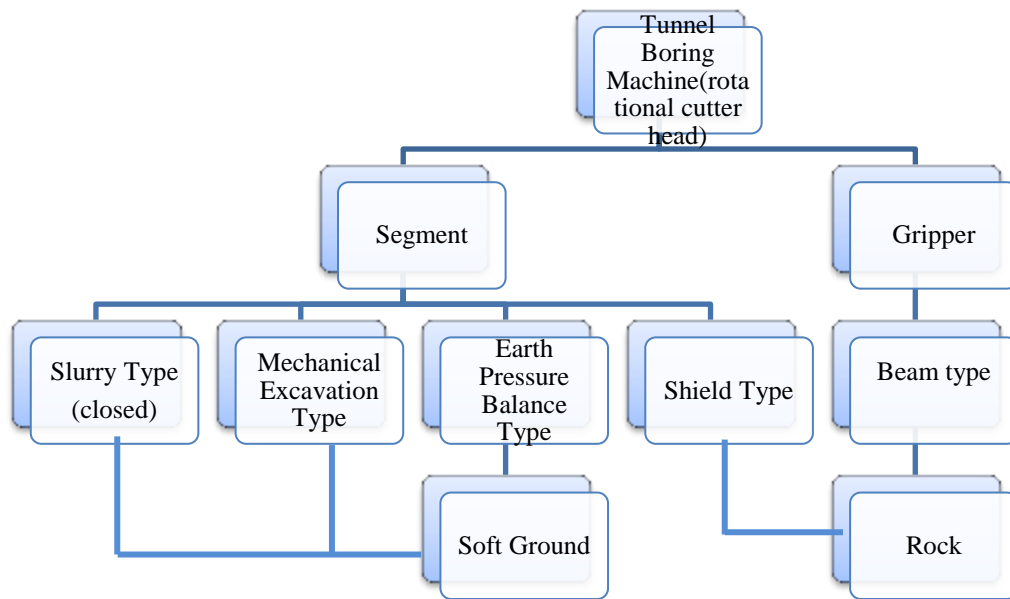 Tunnel
Boring
Machine(rota
tional cutter
head)
Segment
Gripper
Slurry Type
(closed)
Mechanical
Excavation
Type
Earth
Pressure
Balance
Type
Shield Type
Beam type
Soft Ground
Rock